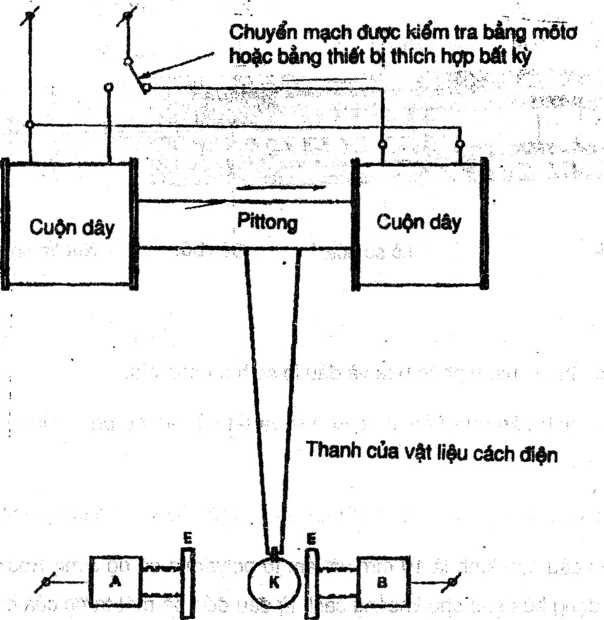 Chuyển mạch được kiểm tra bằng môtơ
hoặc bằng thiết bị thích hợp bất kỳ
Cuộn dây
Pittong
Cuộn dây
Thanh của vật liệu cách điện
E
E
A
K
B